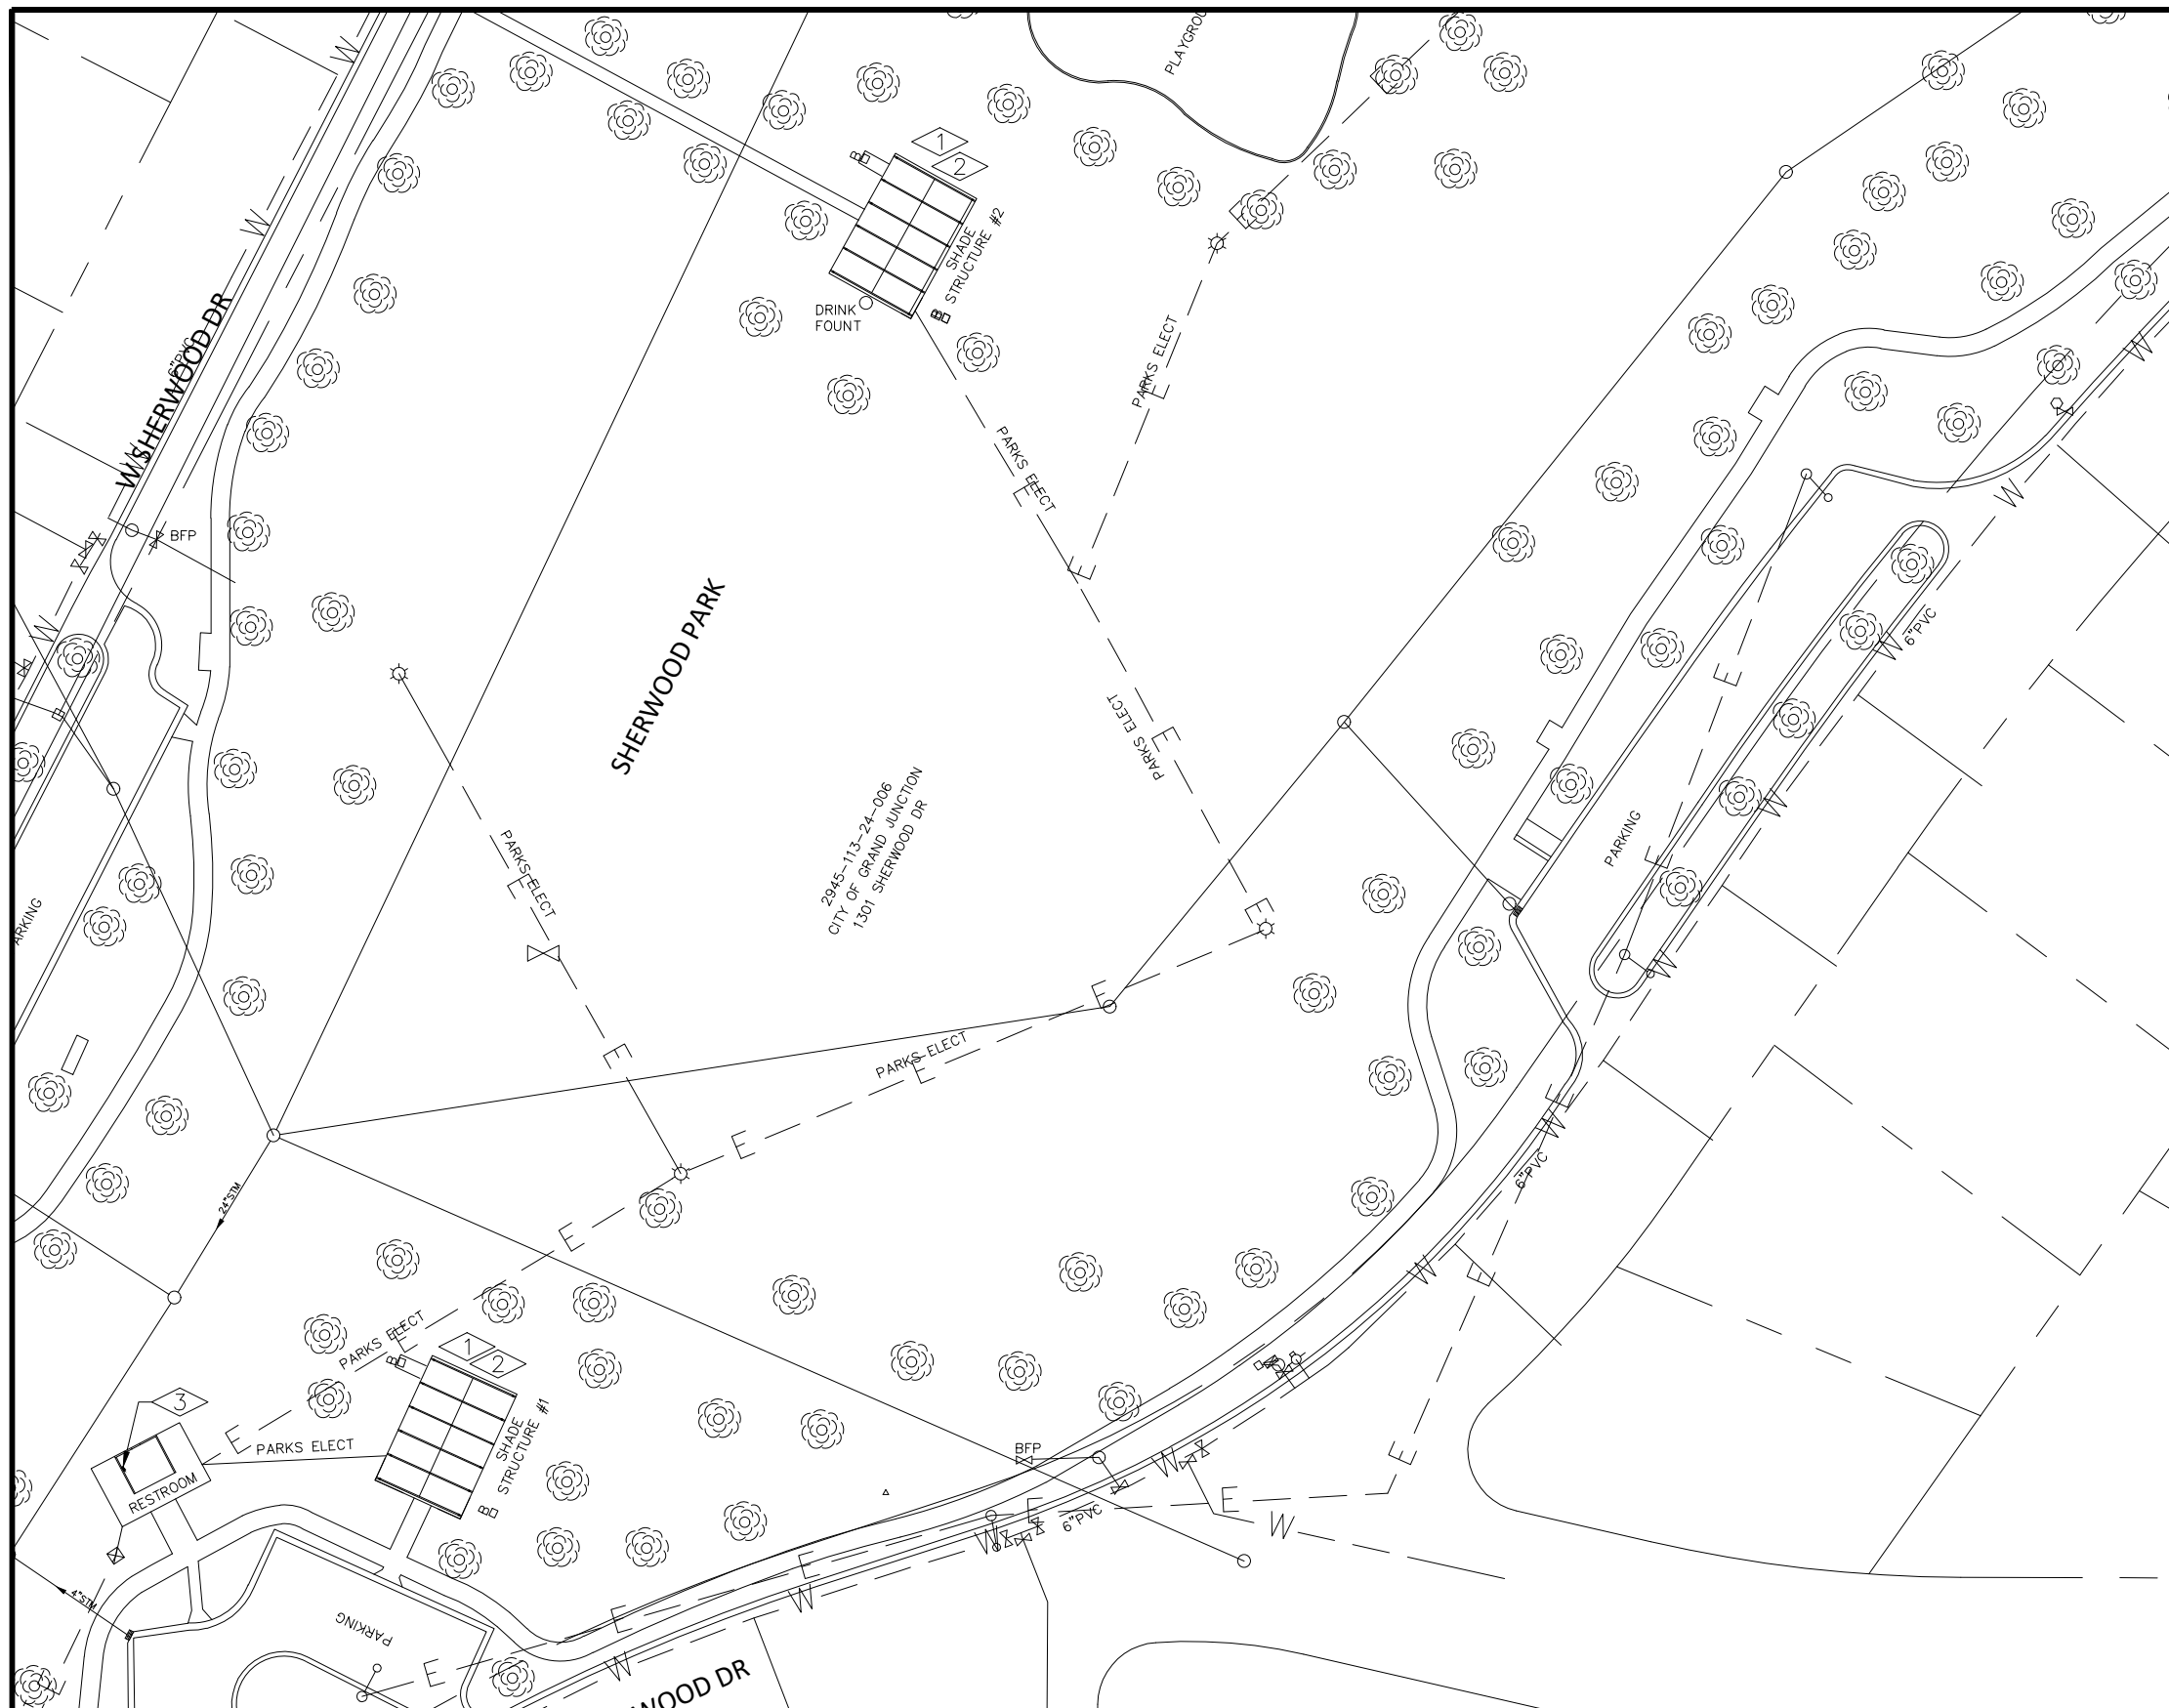 PLAYGROU
W
W
1
2
SHADE
STRUCTURE #2
DRINK
FOUNT
W SHERWOOD DR
6"PVC
W
W
BFP
W
PARKS ELECT
E
PARKS ELECT
E
E
PARKS ELECT
E
E
SHERWOOD PARK
2945-113-24-006
CITY OF GRAND JUNCTION
1301 SHERWOOD DR
PARKS ELECT
E
E
PARKS ELECT
E
E
E
W
W
6"PVC
W
E
W
PARKING
E
W
E
W
6"PVC
W
E
E
ARKING
24"STM
E
PARKS ELECT
E
1
2
SHADE
STRUCTURE #1
3
E
PARKS ELECT
RESTROOM
BFP
W
E
W
E
6"PVC
W
E
W
E
W
E
4"STM
PARKING
WOOD DR